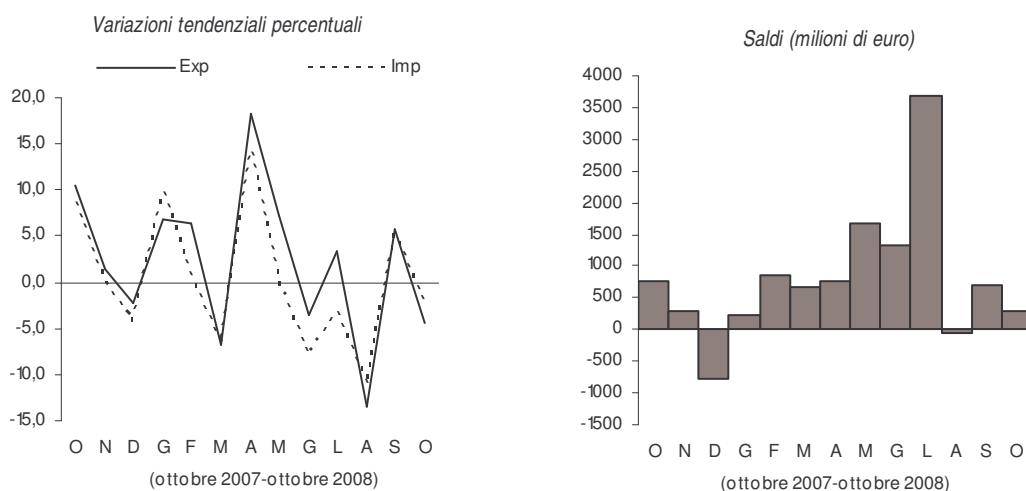 Variazioni tendenziali percentuali
Exp Imp
20,0
15,0
10,0
5,0
0,0
-5,0
-10,0
-15,0
O N D G F M A M G L A S O
(ottobre 2007-ottobre 2008)
Saldi (milioni di euro)
4000
3500
3000
2500
2000
1500
1000
500
0
-500
-1000
-1500
O N D G F M A M G L A S O
(ottobre 2007-ottobre 2008)